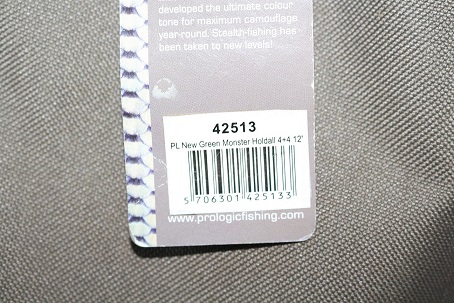 developed the ultimate colour
tone for maximum camouflage
year-round. Stealth-fishing has
been taken to new levels!
42513
PL New Green Monster Holdall 4+4 12'
5 706301 425133
www.prologicfishing.com